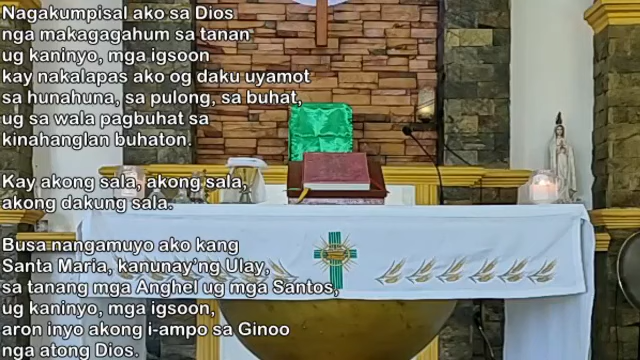 Nagakumpisal ako sa Dios
nga makagagahum sa tanan
ug kaninyo, mga igsoon
kay nakalapas ako og daku uyamot
sa hunahuna, sa pulong, sa buhat,
ug sa wala pagbuhat sa
kinahanglan buhaton.
Kay akong sala, akong sala,
akong dakung sala.
Busa nangamuyo ako kang
Santa Maria, kanunay'ng Ulay,
sa tanang mga Anghel ug mga Santos,
ug kaninyo, mga igsoon,
aron inyo akong i-ampo sa Ginoo
nga atong Dios.